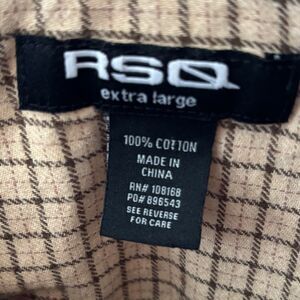 RSQ
extra large
100% COTTON
MADE IN
CHINA
RN# 108168
PO# 896543
SEE REVERSE
FOR CARE